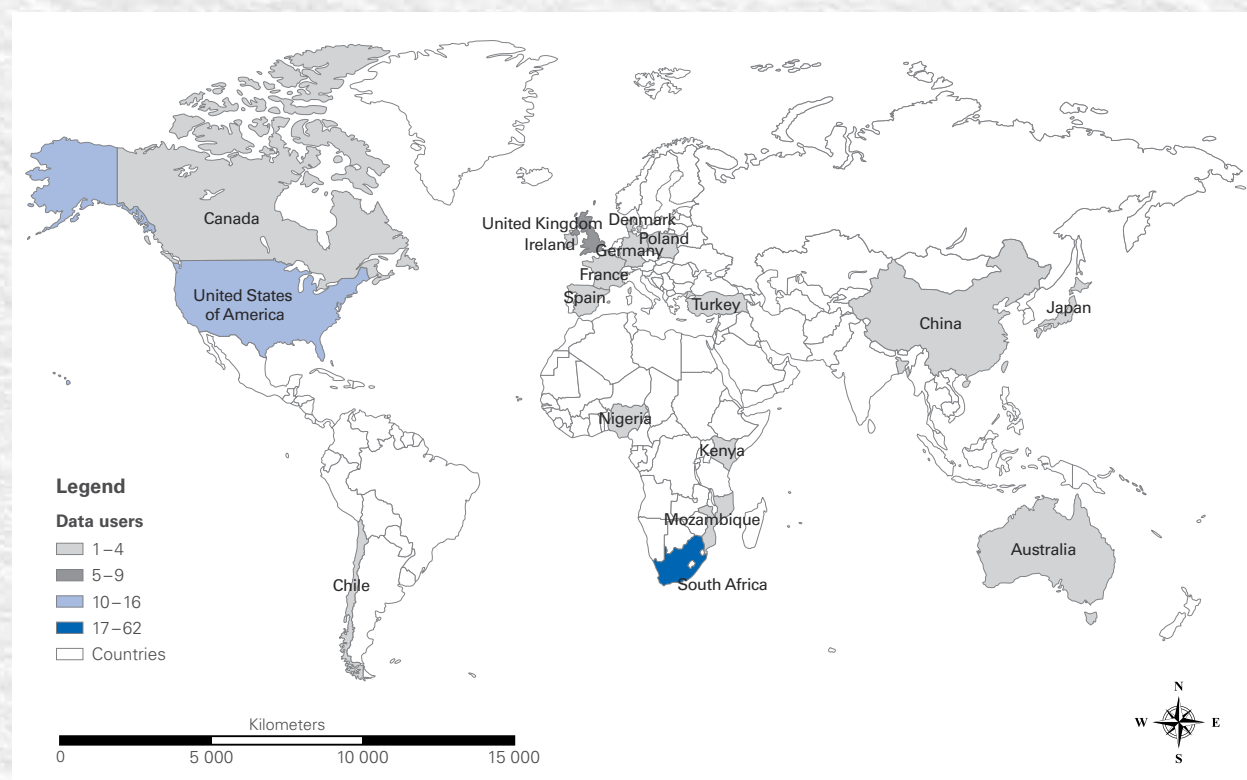 Canada
United Kingdom
Denmark
Ireland
Poland
Germany
France
United States
of America
Spain
Turkey
China
Japan
Nigeria
Kenya
Mozambique
Australia
Chile
South Africa
Legend
Data users
1–4
5–9
10–16
17–62
Countries
Kilometers
0 5 000 10 000 15 000
N
W E
S